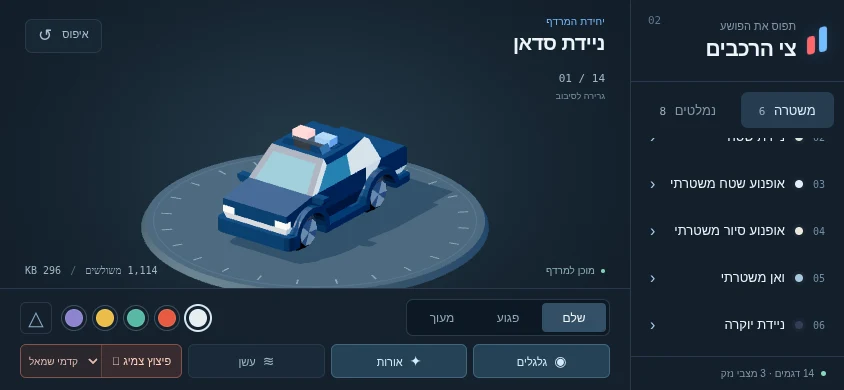 תפוס את הפושע
צי הרכבים
02
משטרה 6
נמלטים 8
03 אופנוע שטח משטרתי
04 אופנוע סיור משטרתי
05 ואן משטרתי
06 ניידת יוקרה
14 דגמים · 3 מצבי נזק
יחידת המרדף
ניידת סדאן
01 / 14
גרירה לסיבוב
איפוס
מוכן למרדף
1,114 משולשים / 296 KB
שלם
פגוע
מעוך
גלגלים
אורות
עשן
פיצוץ צמיג
קדמי שמאל